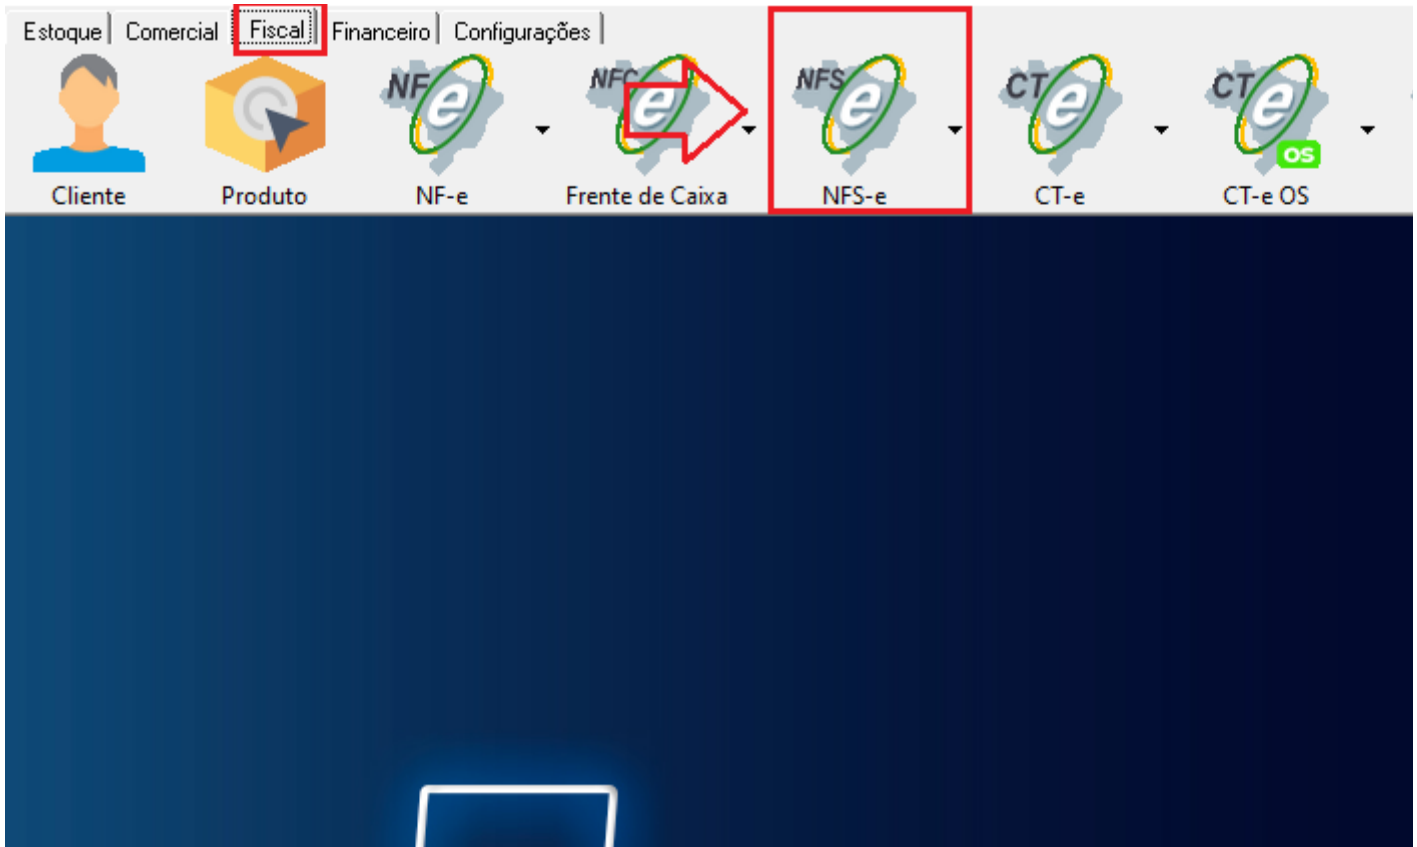 Estoque Comercial Fiscal Financeiro Configurações
NF e NFC e NFS e CT e CT e OS
Cliente Produto NF-e Frente de Caixa NFS-e CT-e CT-e OS